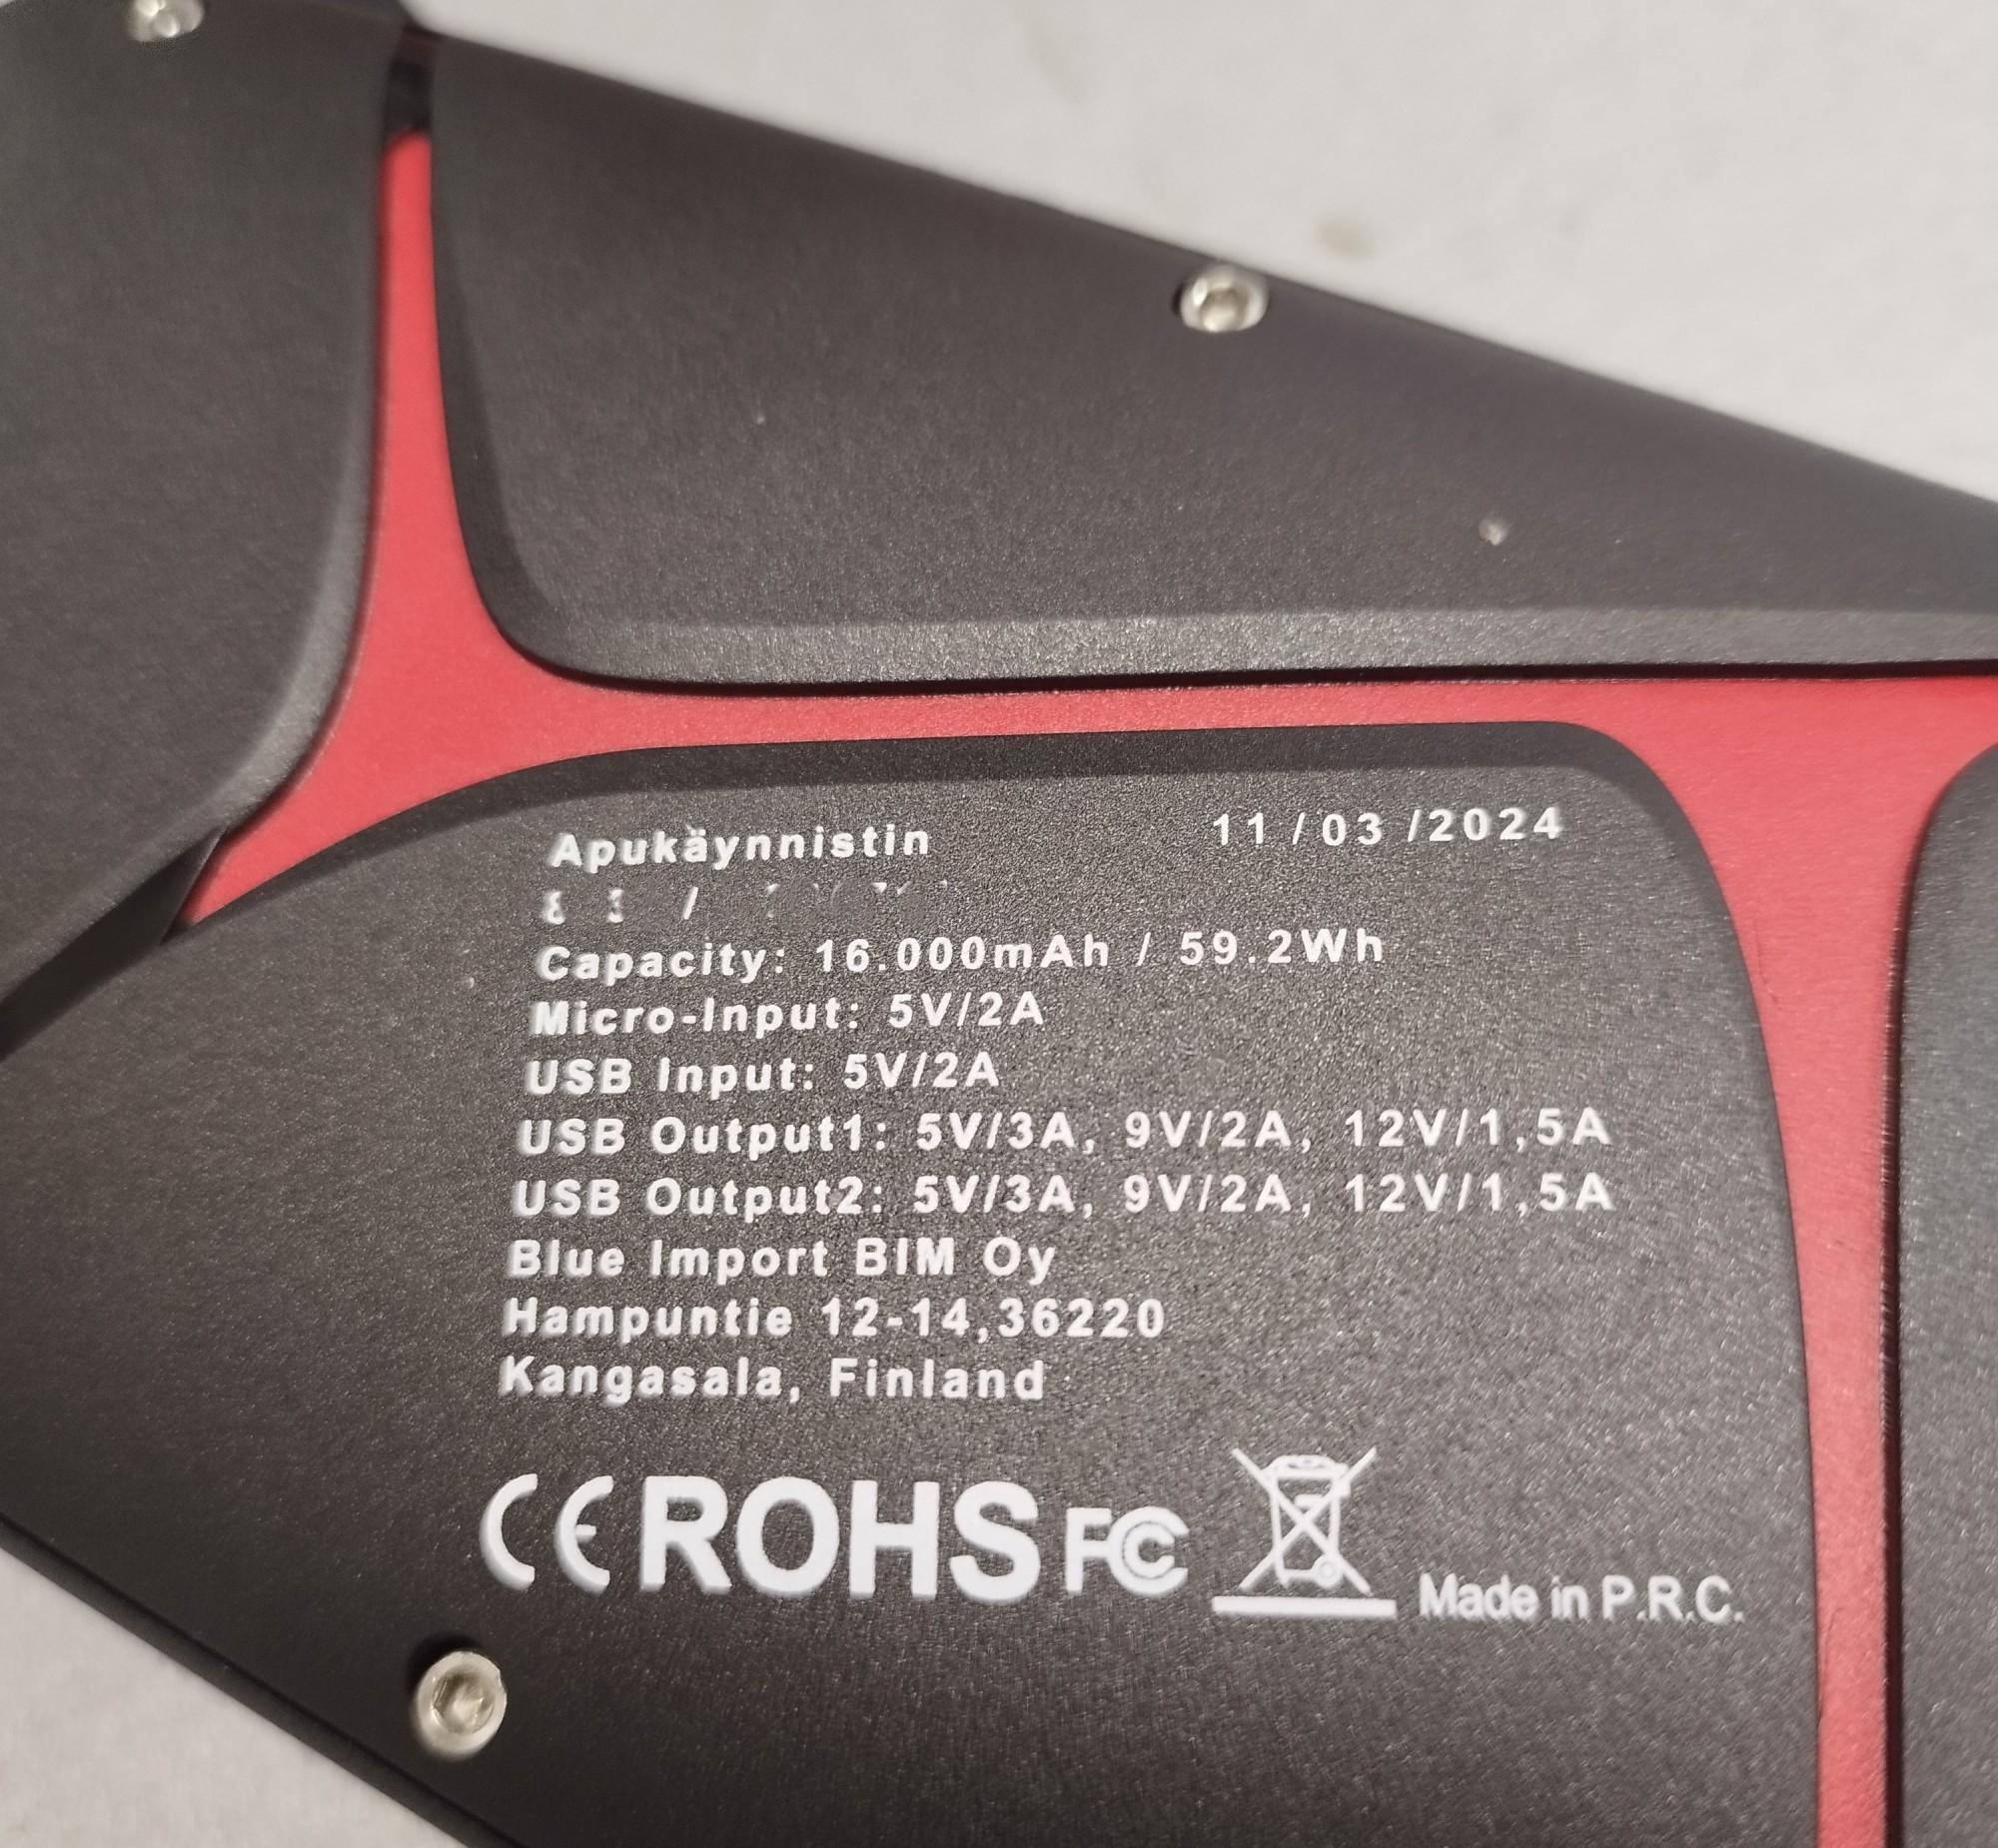 Apukäynnistin 11/03/2024
Capacity: 16.000mAh / 59.2Wh
Micro-Input: 5V/2A
USB Input: 5V/2A
USB Output1: 5V/3A, 9V/2A, 12V/1,5A
USB Output2: 5V/3A, 9V/2A, 12V/1,5A
Blue Import BIM Oy
Hampuntie 12-14,36220
Kangasala, Finland
CE ROHS FC Made in P.R.C.